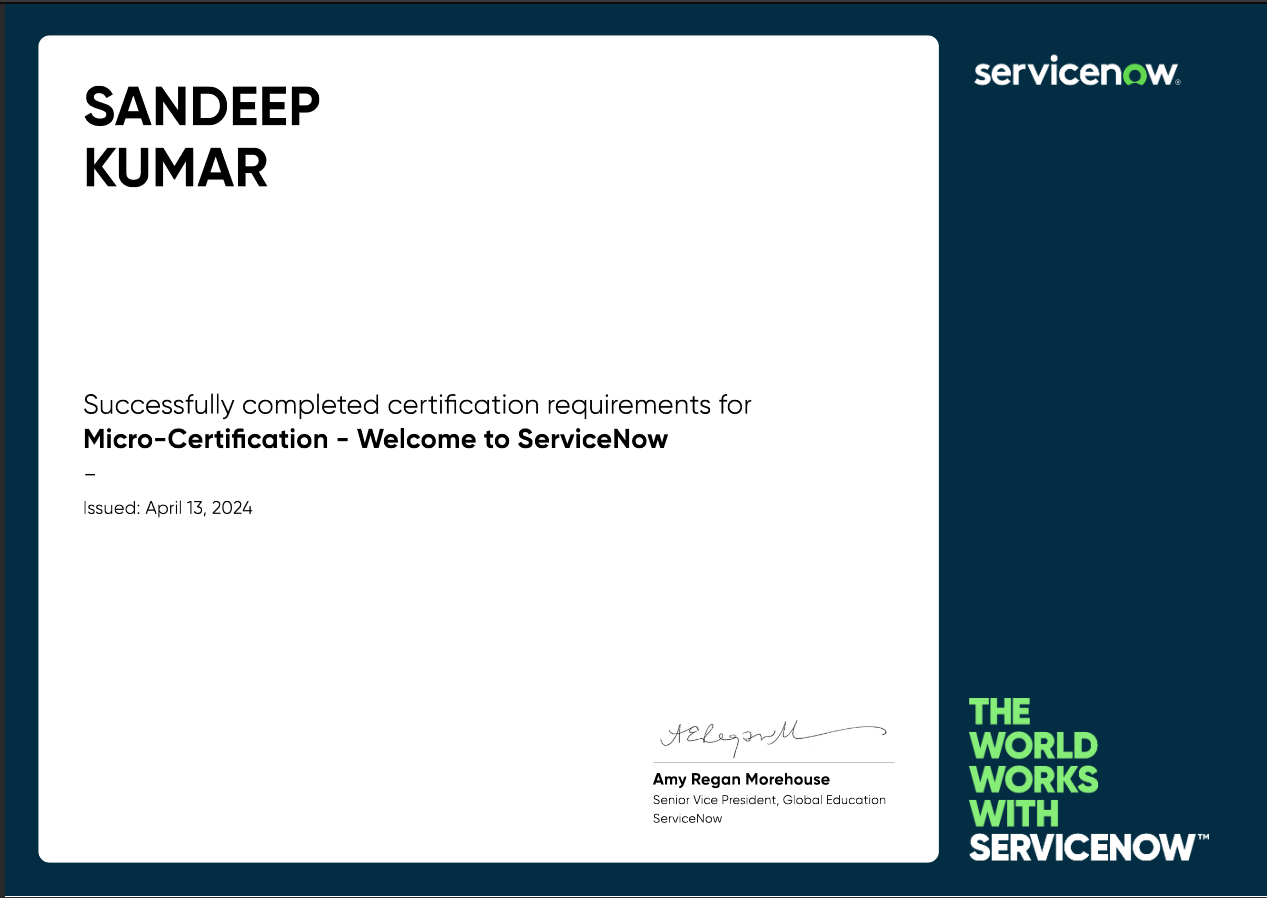 SANDEEP
KUMAR
servicenow®
Successfully completed certification requirements for
Micro-Certification - Welcome to ServiceNow
–
Issued: April 13, 2024
Amy Regan Morehouse
Senior Vice President, Global Education
ServiceNow
THE
WORLD
WORKS
WITH
SERVICENOW™